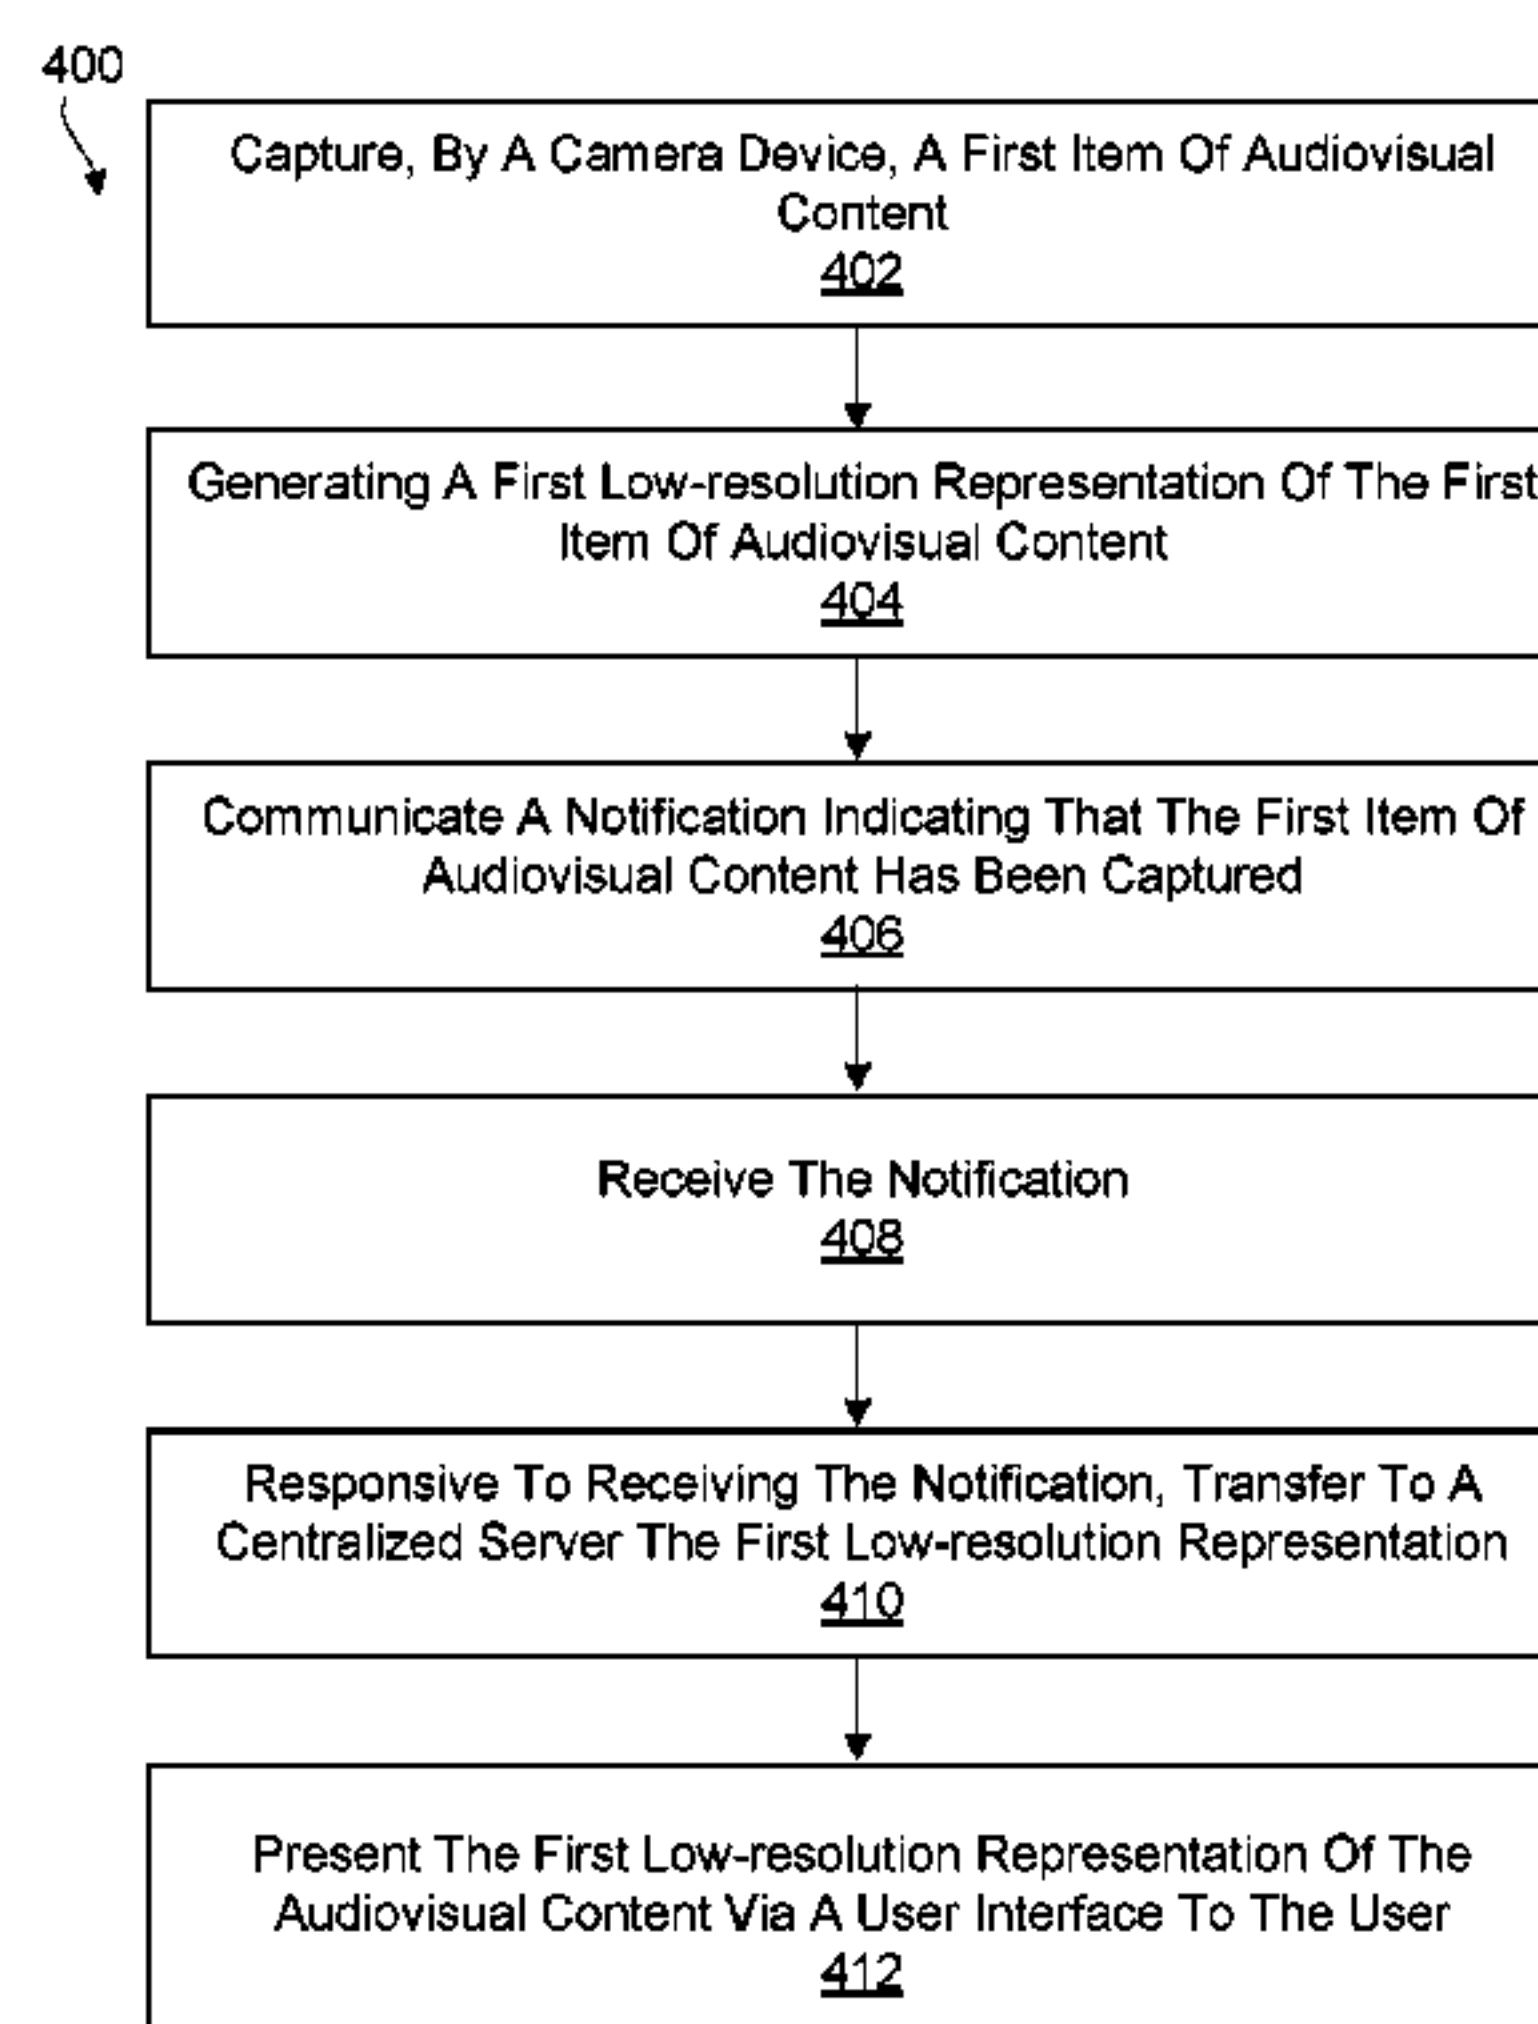 400
Capture, By A Camera Device, A First Item Of Audiovisual
Content
402
Generating A First Low-resolution Representation Of The First
Item Of Audiovisual Content
404
Communicate A Notification Indicating That The First Item Of
Audiovisual Content Has Been Captured
406
Receive The Notification
408
Responsive To Receiving The Notification, Transfer To A
Centralized Server The First Low-resolution Representation
410
Present The First Low-resolution Representation Of The
Audiovisual Content Via A User Interface To The User
412